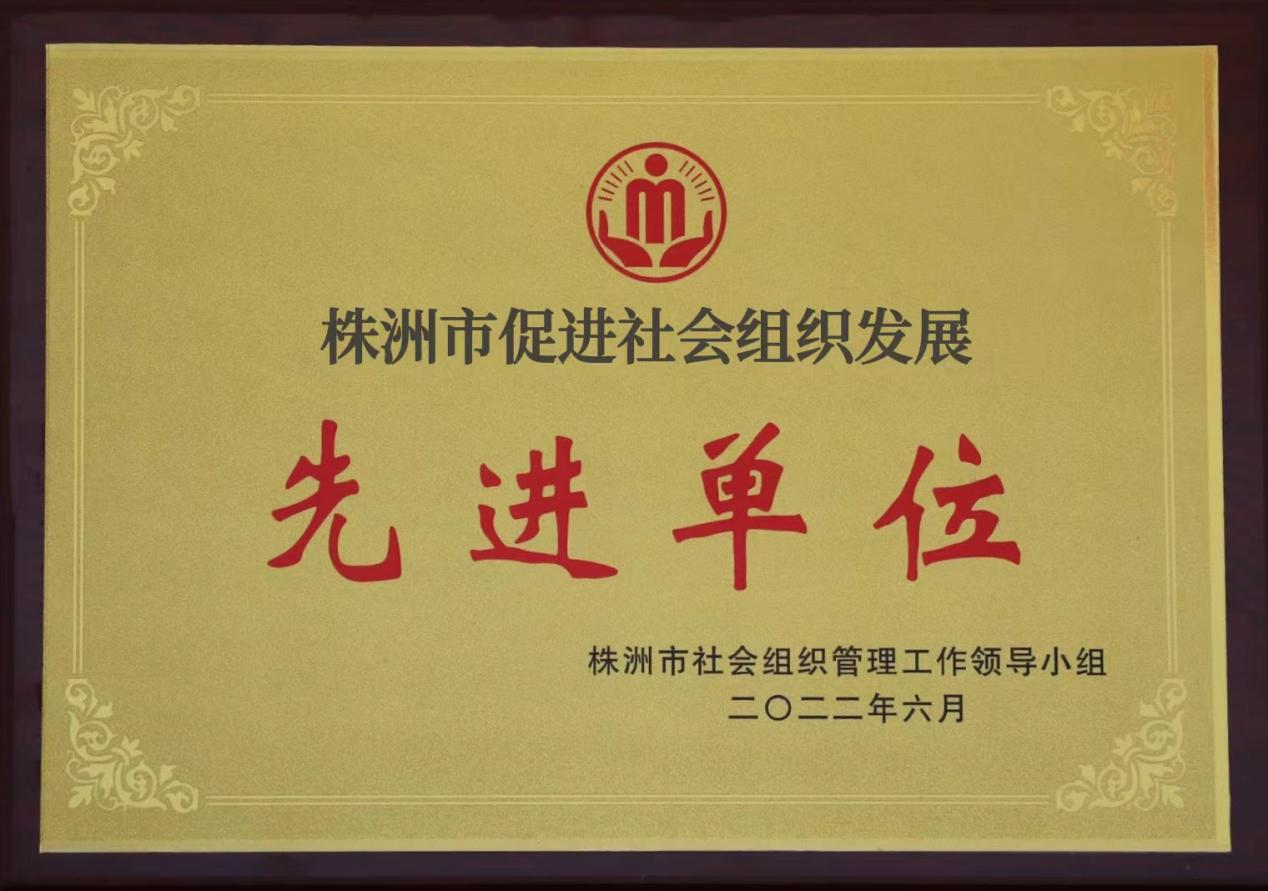 株洲市促进社会组织发展
先进单位
株洲市社会组织管理工作领导小组
二〇二二年六月